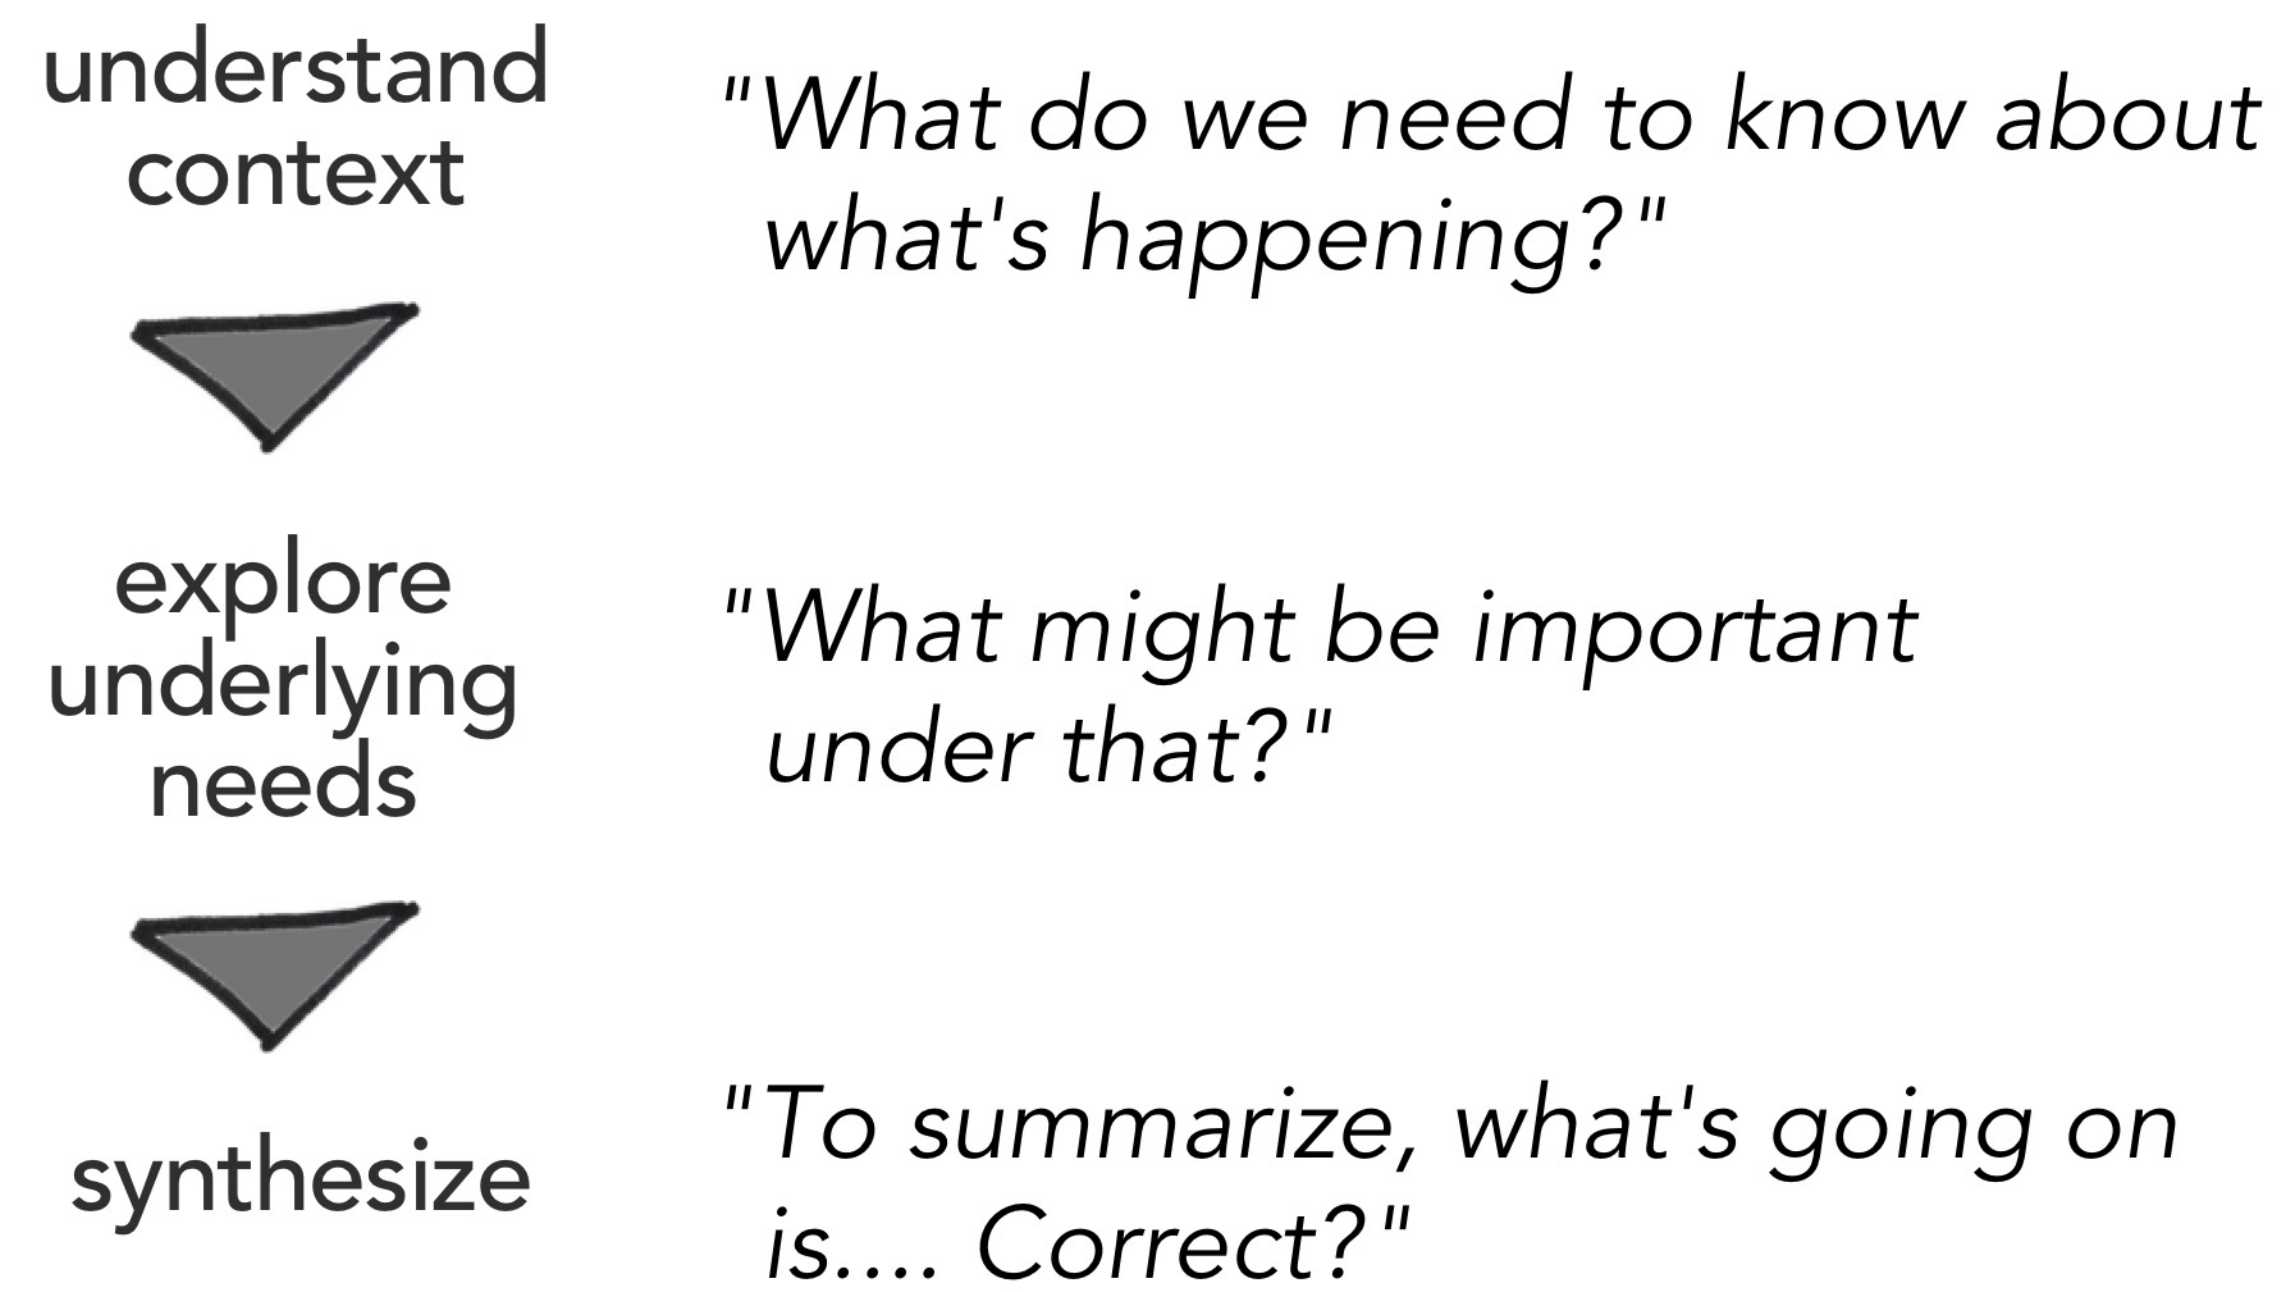 understand
context
"What do we need to know about
what's happening?"
explore
underlying
needs
"What might be important
under that?"
synthesize
"To summarize, what's going on
is.... Correct?"